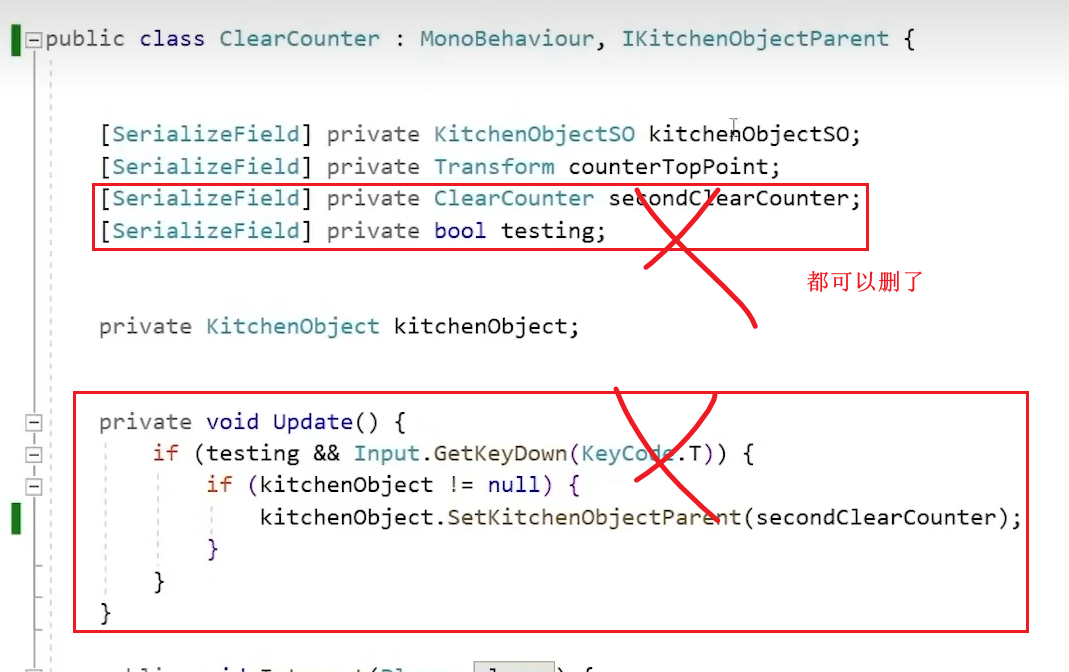 public class ClearCounter : MonoBehaviour, IKitchenObjectParent {
[SerializeField] private KitchenObjectSO kitchenObjectSO;
[SerializeField] private Transform counterTopPoint;
[SerializeField] private ClearCounter secondClearCounter;
[SerializeField] private bool testing;
都可以删了
private KitchenObject kitchenObject;
private void Update() {
if (testing && Input.GetKeyDown(KeyCode.T)) {
if (kitchenObject != null) {
kitchenObject.SetKitchenObjectParent(secondClearCounter);
}
}
}